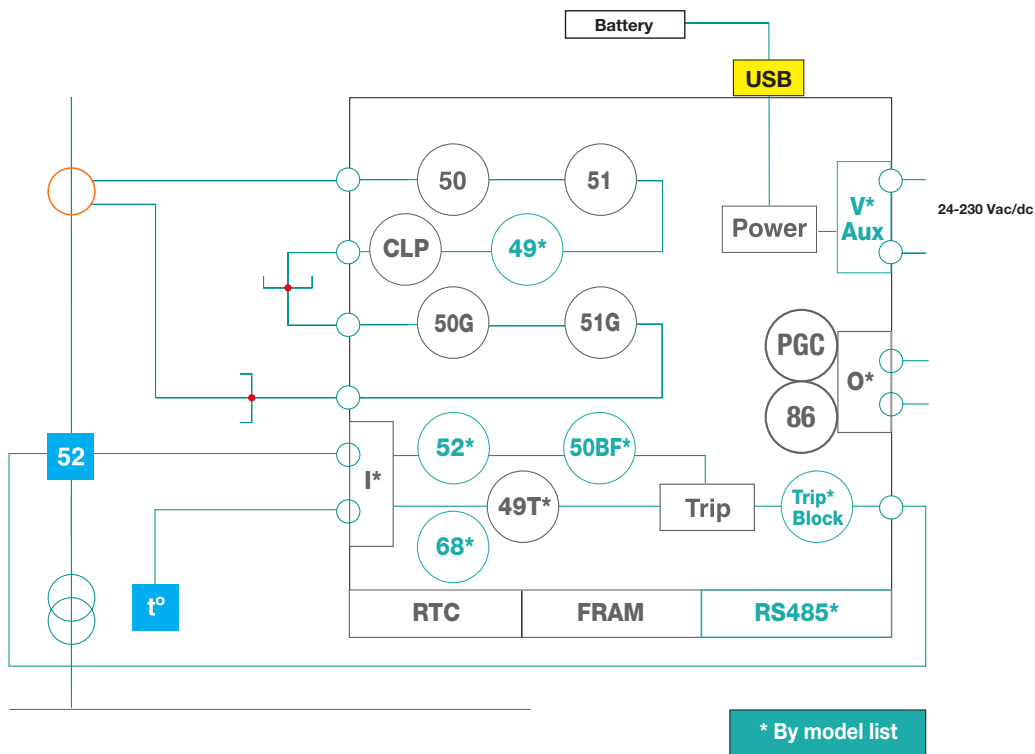 Battery
USB
50
51
V*
Aux
24-230 Vac/dc
Power
CLP
49*
50G
51G
PGC
O*
86
52
I*
52*
50BF*
49T*
Trip
Trip*
Block
68*
tº
RTC
FRAM
RS485*
* By model list